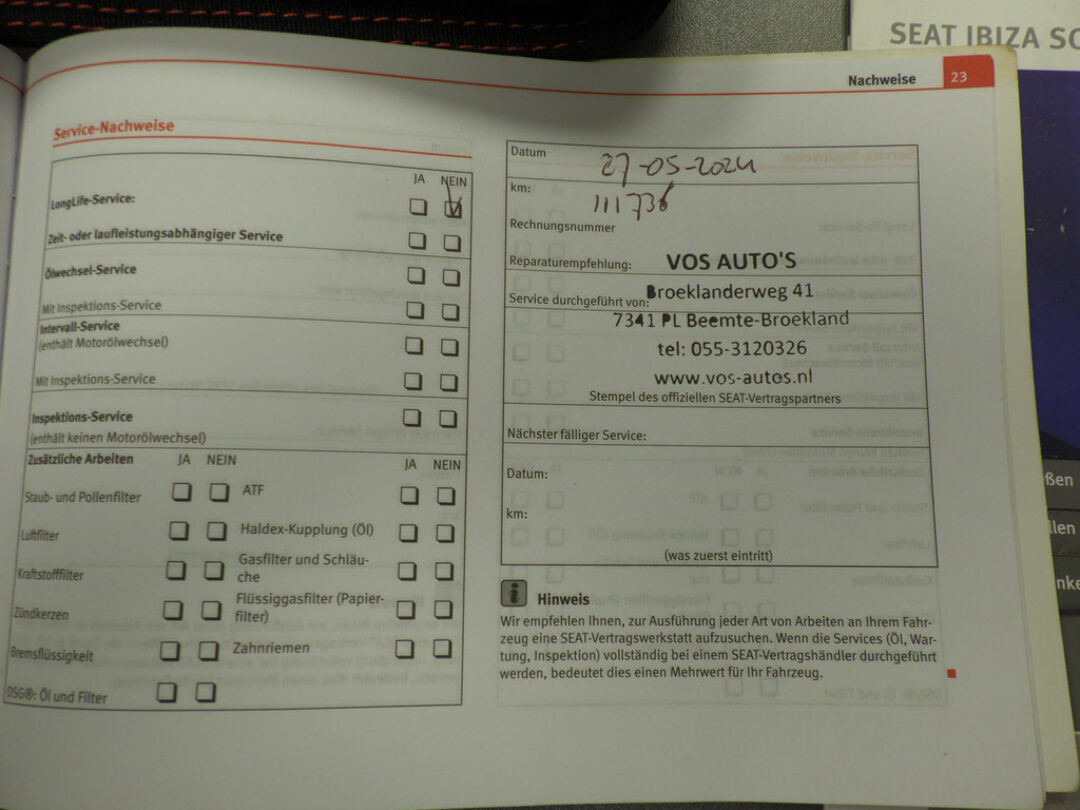 SEAT IBIZA SC
Nachweise 23
Service-Nachweise
JA NEIN
LongLife-Service:
Zeit- oder laufleistungsabhängiger Service
Ölwechsel-Service
Mit Inspektions-Service
Intervall-Service
(enthält Motorölwechsel)
Mit Inspektions-Service
Inspektions-Service
(enthält keinen Motorölwechsel)
Zusätzliche Arbeiten JA NEIN JA NEIN
Staub- und Pollenfilter ATF
Luftfilter Haldex-Kupplung (Öl)
Kraftstofffilter Gasfilter und Schläu-
che
Zündkerzen Flüssiggasfilter (Papier-
filter)
Bremsflüssigkeit Zahnriemen
DSG®: Öl und Filter
Datum 27-05-2024
km: 111736
Rechnungsnummer
Reparaturempfehlung: VOS AUTO'S
Broeklanderweg 41
Service durchgeführt von:
7341 PL Beemte-Broekland
tel: 055-3120326
www.vos-autos.nl
Stempel des offiziellen SEAT-Vertragspartners
Nächster fälliger Service:
Datum:
km:
(was zuerst eintritt)
i Hinweis
Wir empfehlen Ihnen, zur Ausführung jeder Art von Arbeiten an Ihrem Fahr-
zeug eine SEAT-Vertragswerkstatt aufzusuchen. Wenn die Services (Öl, War-
tung, Inspektion) vollständig bei einem SEAT-Vertragshändler durchgeführt
werden, bedeutet dies einen Mehrwert für Ihr Fahrzeug.
ßen
llen
nke